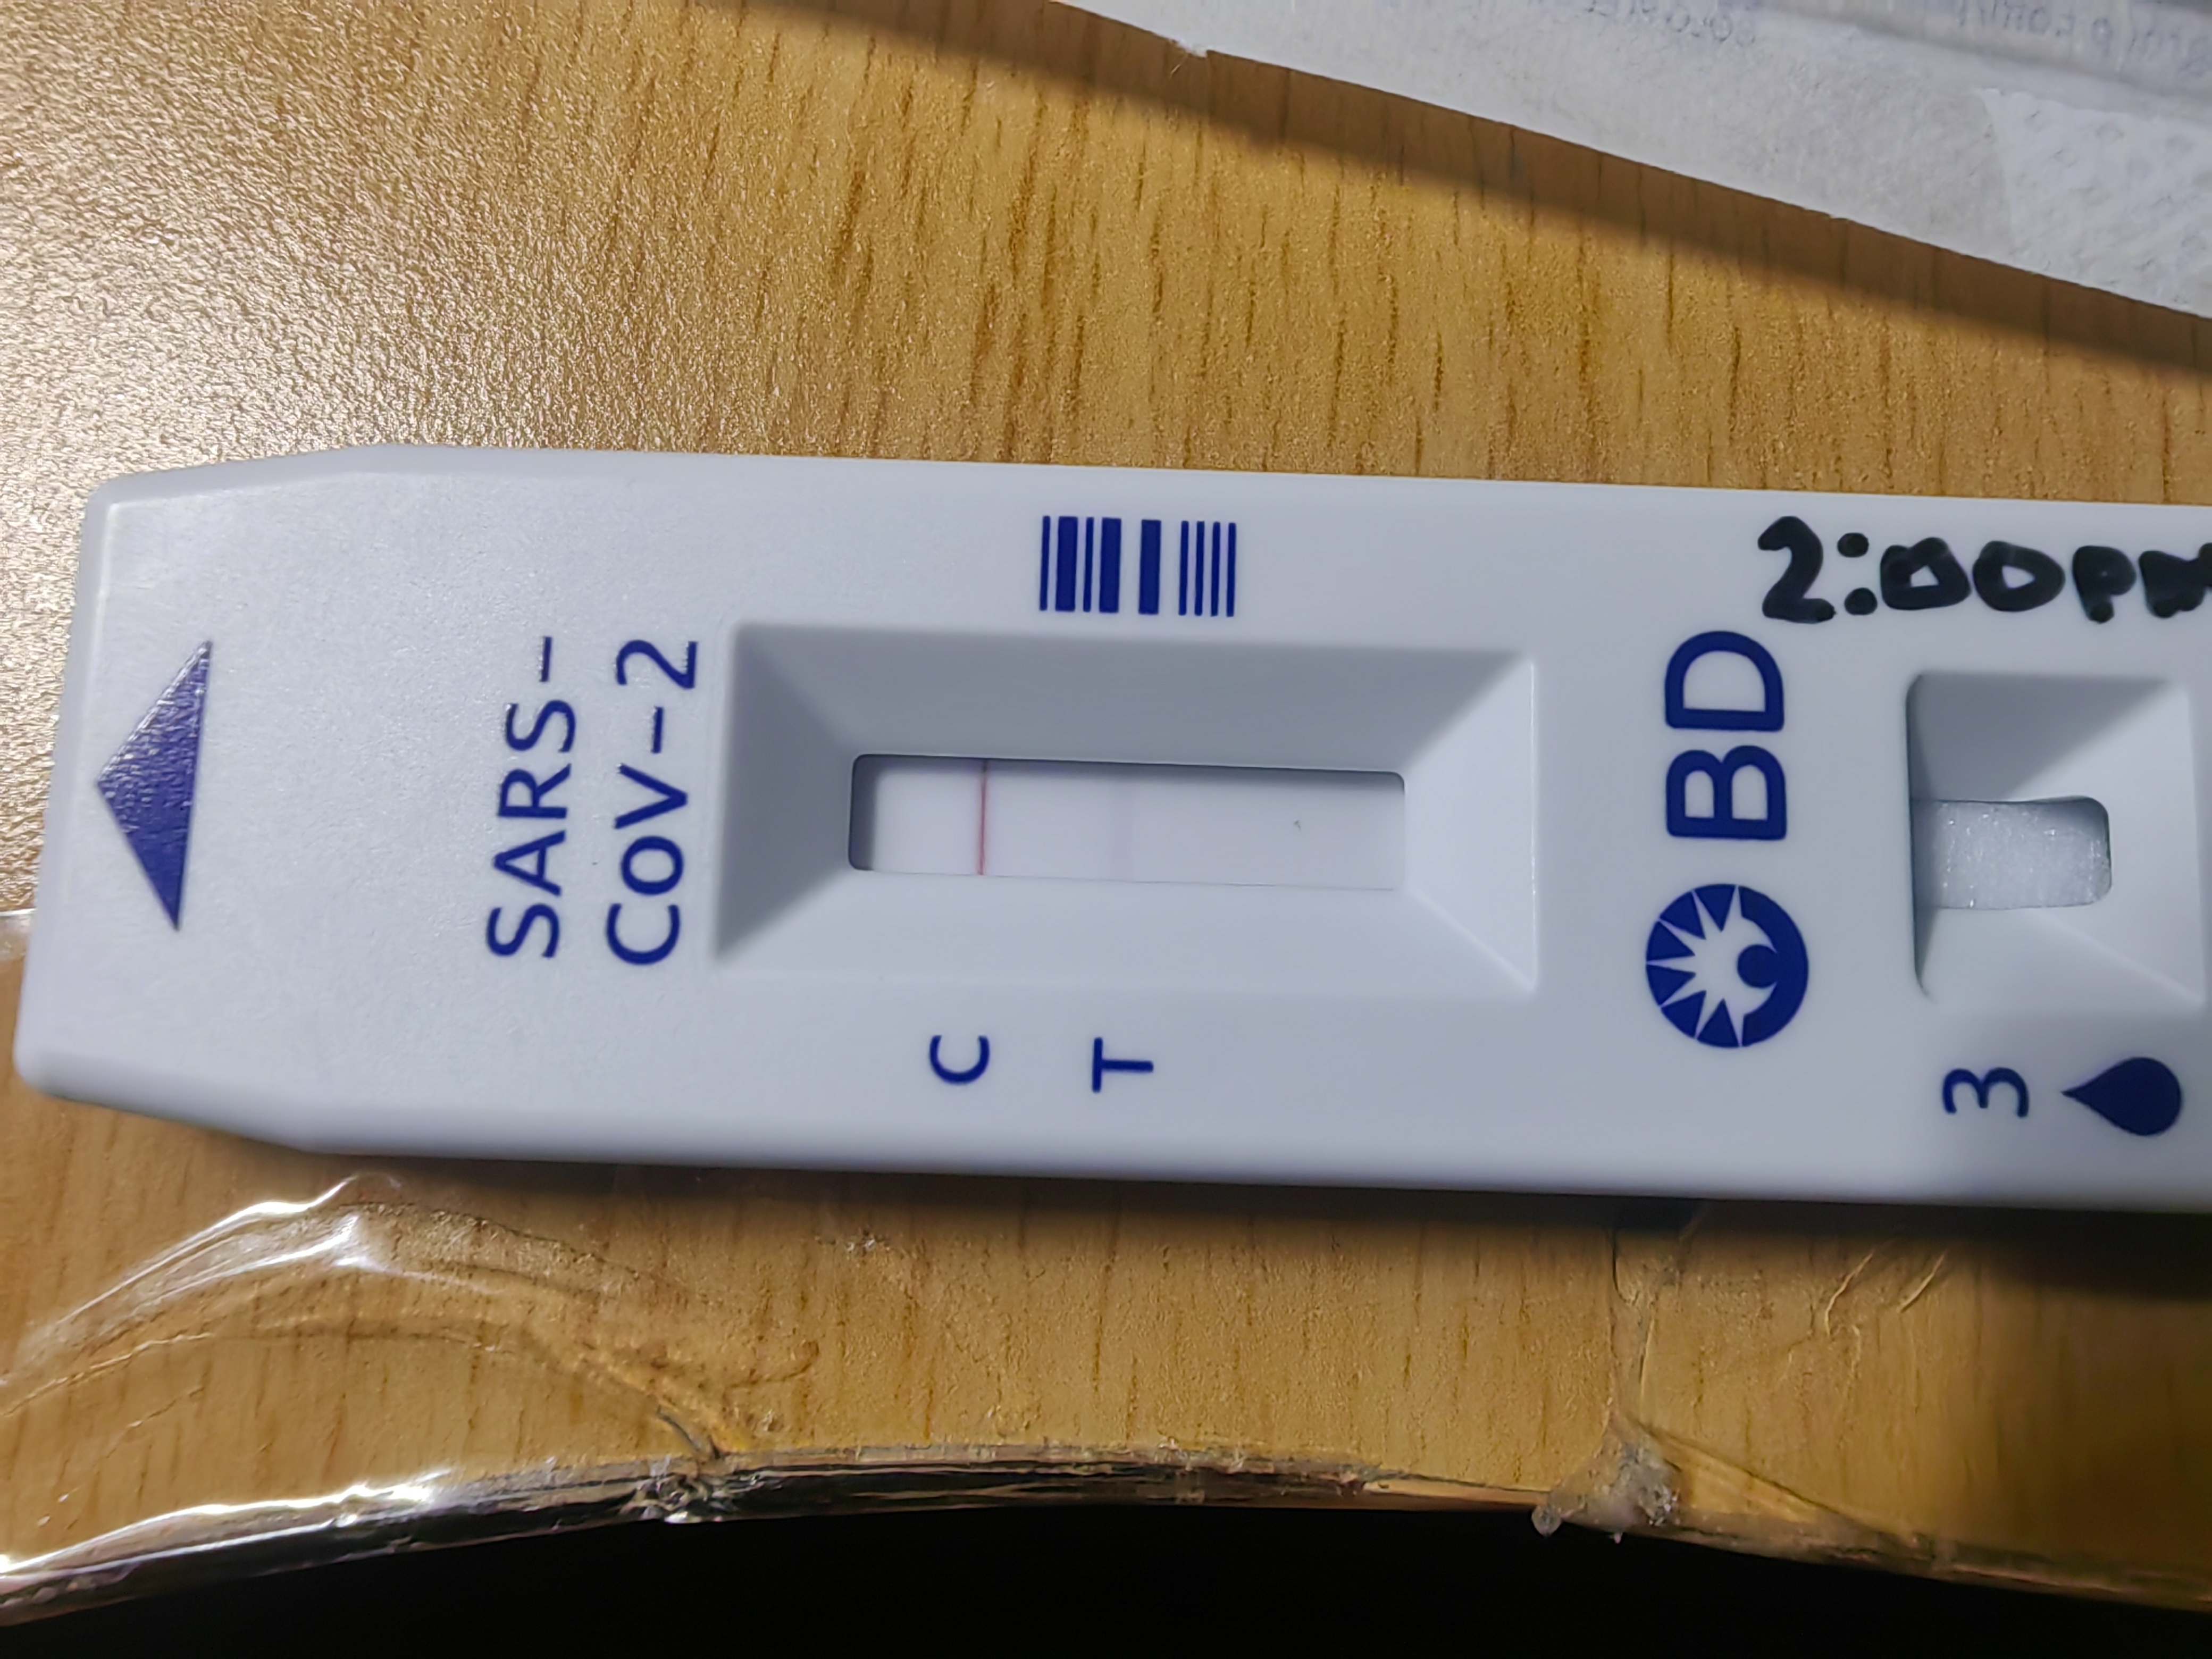 SARS-
COV-2
C
T
BD
2:00PM
3